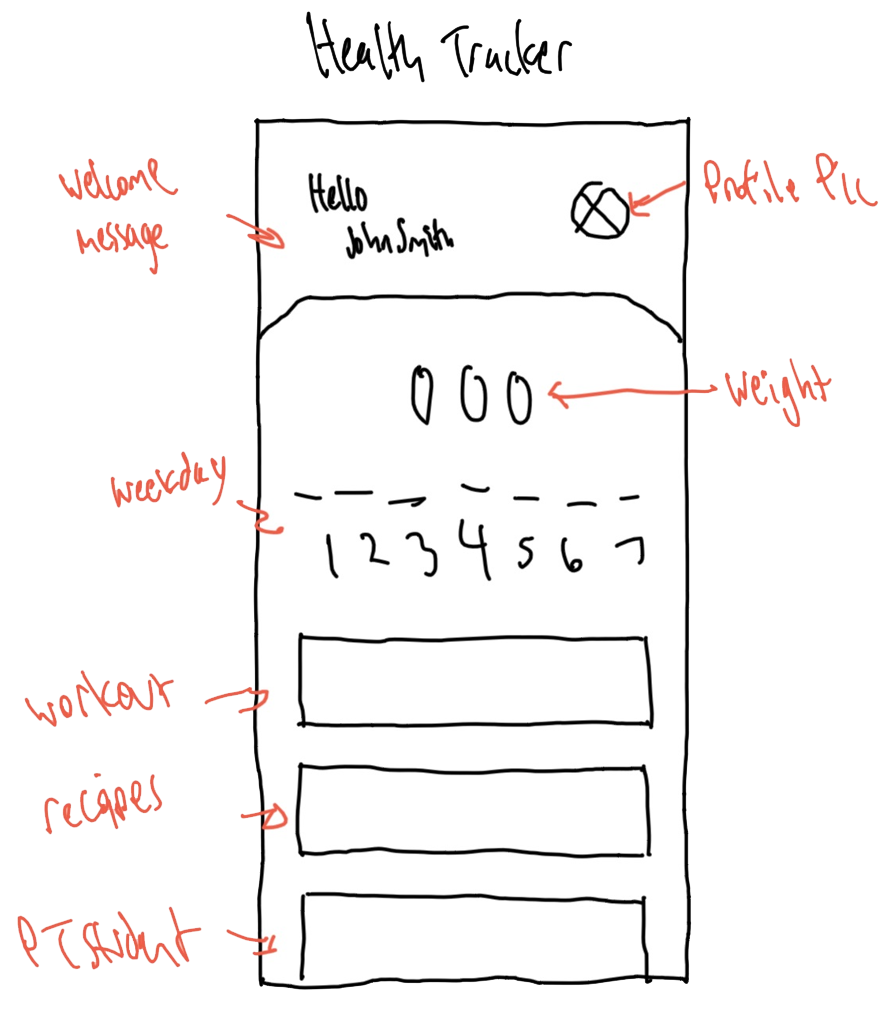 Health Tracker
Welcome
message
Hello
John Smith
Profile Pic
000
Weight
weekday
1 2 3 4 5 6 7
workout
recipes
PT Student